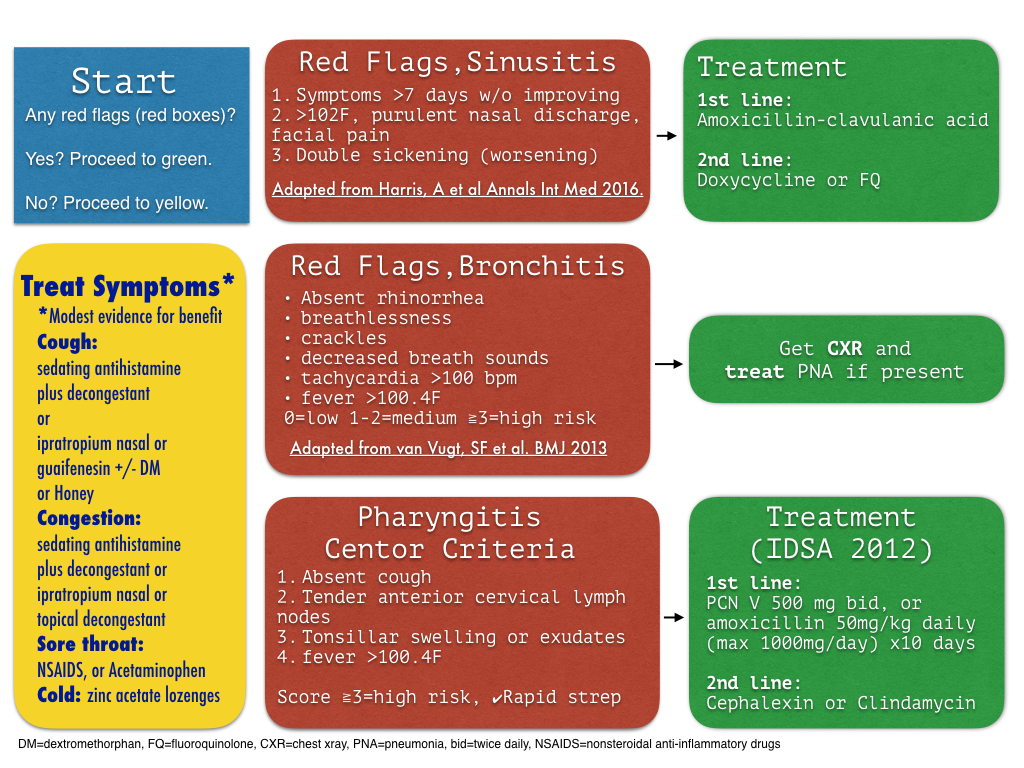 Start
Any red flags (red boxes)?
Yes? Proceed to green.
No? Proceed to yellow.
Red Flags,Sinusitis
1. Symptoms >7 days w/o improving
2. >102F, purulent nasal discharge,
facial pain
3. Double sickening (worsening)
Adapted from Harris, A et al Annals Int Med 2016.
Treatment
1st line:
Amoxicillin-clavulanic acid
2nd line:
Doxycycline or FQ
Treat Symptoms*
*Modest evidence for benefit
Cough:
sedating antihistamine
plus decongestant
or
ipratropium nasal or
guaifenesin +/- DM
or Honey
Congestion:
sedating antihistamine
plus decongestant or
ipratropium nasal or
topical decongestant
Sore throat:
NSAIDS, or Acetaminophen
Cold: zinc acetate lozenges
Red Flags,Bronchitis
• Absent rhinorrhea
• breathlessness
• crackles
• decreased breath sounds
• tachycardia >100 bpm
• fever >100.4F
0=low 1-2=medium ≧3=high risk
Adapted from van Vugt, SF et al. BMJ 2013
Get CXR and
treat PNA if present
Pharyngitis
Centor Criteria
1. Absent cough
2. Tender anterior cervical lymph
nodes
3. Tonsillar swelling or exudates
4. fever >100.4F
Score ≧3=high risk, ✔Rapid strep
Treatment
(IDSA 2012)
1st line:
PCN V 500 mg bid, or
amoxicillin 50mg/kg daily
(max 1000mg/day) x10 days
2nd line:
Cephalexin or Clindamycin
DM=dextromethorphan, FQ=fluoroquinolone, CXR=chest xray, PNA=pneumonia, bid=twice daily, NSAIDS=nonsteroidal anti-inflammatory drugs